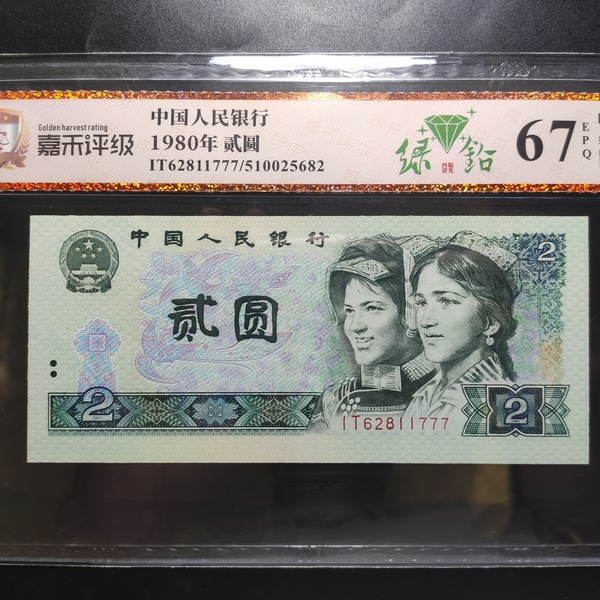 Golden harvest rating
嘉禾评级
中国人民银行
1980年 贰圆
IT62811777/510025682
绿钻
67
EPQ
中国人民银行
贰圆
2
2
IT62811777
2